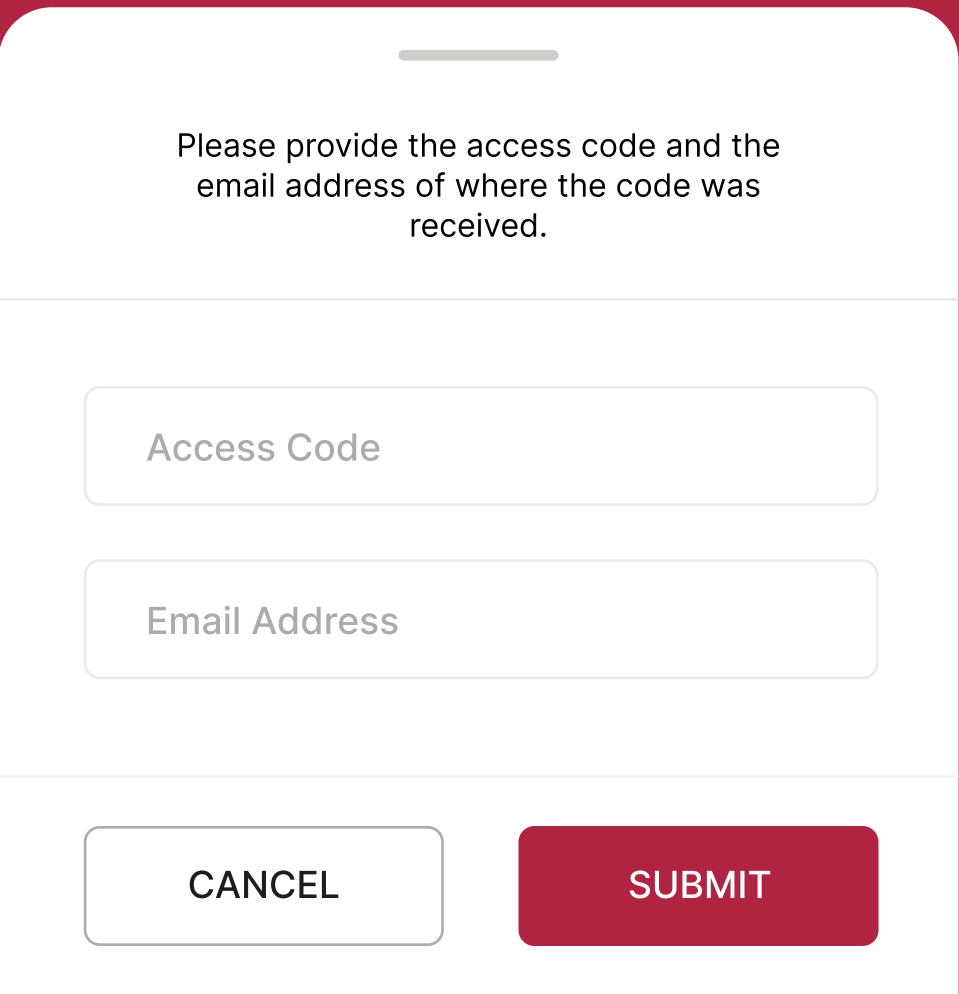 Please provide the access code and the
email address of where the code was
received.
Access Code
Email Address
CANCEL
SUBMIT